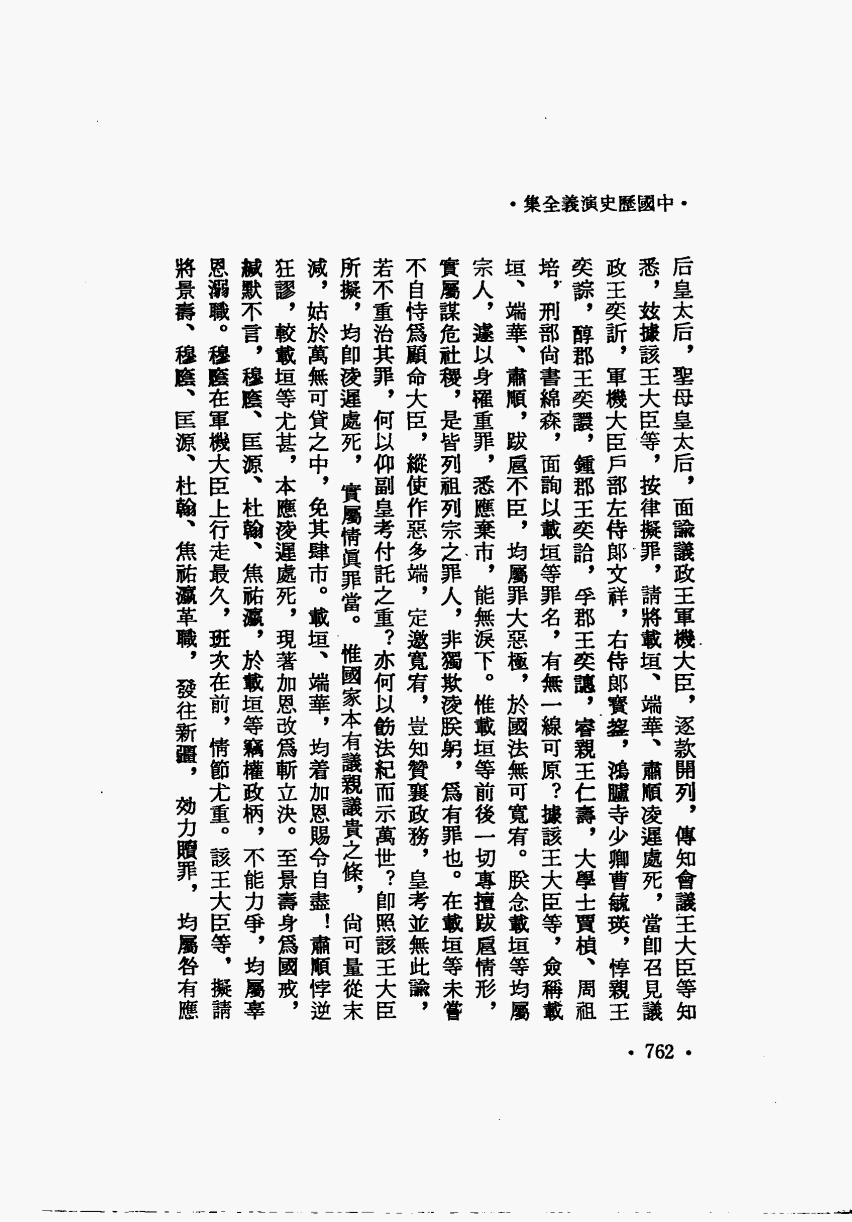 ·中國歷史演義全集·
后皇太后，聖母皇太后，面諭議政王軍機大臣，逐款開列，傳知會議王大臣等知
悉，玆據該王大臣等，按律擬罪，請將載垣、端華、肅順凌遲處死，當卽召見議
政王奕訢，軍機大臣戶部左侍郎文祥，右侍郎寶鋆，鴻臚寺少卿曹毓瑛，惇親王
奕誴，醇郡王奕譞，鍾郡王奕詥，孚郡王奕譓，睿親王仁壽，大學士賈楨、周祖
培，刑部尙書綿森，面詢以載垣等罪名，有無一線可原？據該王大臣等，僉稱載
垣、端華、肅順，跋扈不臣，均屬罪大惡極，於國法無可寬宥。朕念載垣等均屬
宗人，遽以身罹重罪，悉應棄市，能無淚下。惟載垣等前後一切專擅跋扈情形，
實屬謀危社稷，是皆列祖列宗之罪人，非獨欺淩朕躬，爲有罪也。在載垣等未嘗
不自恃爲顧命大臣，縱使作惡多端，定邀寬宥，豈知贊襄政務，皇考並無此諭，
若不重治其罪，何以仰副皇考付託之重？亦何以飭法紀而示萬世？卽照該王大臣
所擬，均卽淩遲處死，實屬情眞罪當。惟國家本有議親議貴之條，尙可量從末
減，姑於萬無可貸之中，免其肆市。載垣、端華，均着加恩賜令自盡！肅順悖逆
狂謬，較載垣等尤甚，本應淩遲處死，現著加恩改爲斬立決。至景壽身爲國戒，
緘默不言，穆廕、匡源、杜翰、焦祐瀛，於載垣等竊權政柄，不能力爭，均屬辜
恩溺職。穆廕在軍機大臣上行走最久，班次在前，情節尤重。該王大臣等，擬請
將景壽、穆廕、匡源、杜翰、焦祐瀛革職，發往新疆，効力贖罪，均屬咎有應
·762·